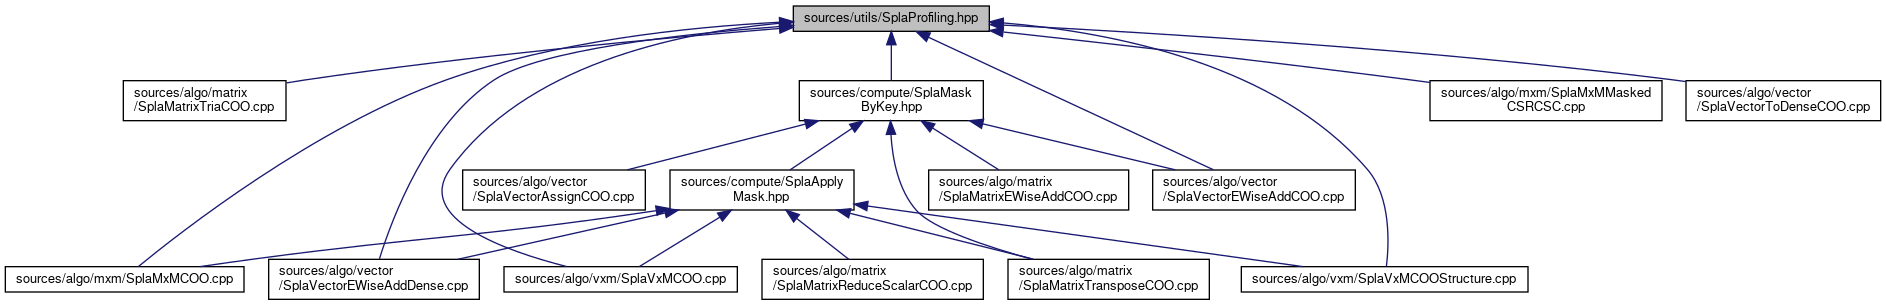 sources/utils/SplaProfiling.hpp
sources/algo/matrix
/SplaMatrixTriaCOO.cpp
sources/compute/SplaMask
ByKey.hpp
sources/algo/mxm/SplaMxMMasked
CSRCSC.cpp
sources/algo/vector
/SplaVectorToDenseCOO.cpp
sources/algo/vector
/SplaVectorAssignCOO.cpp
sources/compute/SplaApply
Mask.hpp
sources/algo/matrix
/SplaMatrixEWiseAddCOO.cpp
sources/algo/vector
/SplaVectorEWiseAddCOO.cpp
sources/algo/mxm/SplaMxMCOO.cpp
sources/algo/vector
/SplaVectorEWiseAddDense.cpp
sources/algo/vxm/SplaVxMCOO.cpp
sources/algo/matrix
/SplaMatrixReduceScalarCOO.cpp
sources/algo/matrix
/SplaMatrixTransposeCOO.cpp
sources/algo/vxm/SplaVxMCOOStructure.cpp